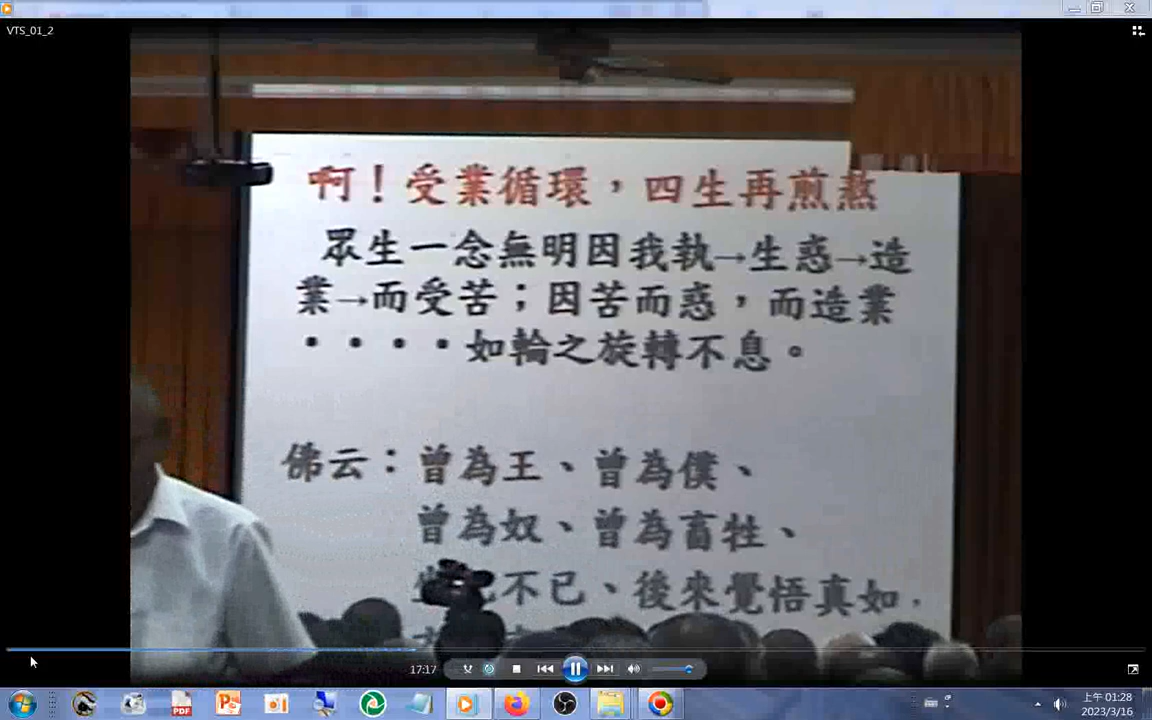 VTS_01_2
啊！受業循環，四生再煎熬
眾生一念無明因我執→生惑→造
業→而受苦；因苦而惑，而造業
‧‧‧‧如輪之旋轉不息。
佛云：曾為王、曾為僕、
曾為奴、曾為畜牲、
不已、後來覺悟真如，
17:17
PDF
上午 01:28
2023/3/16